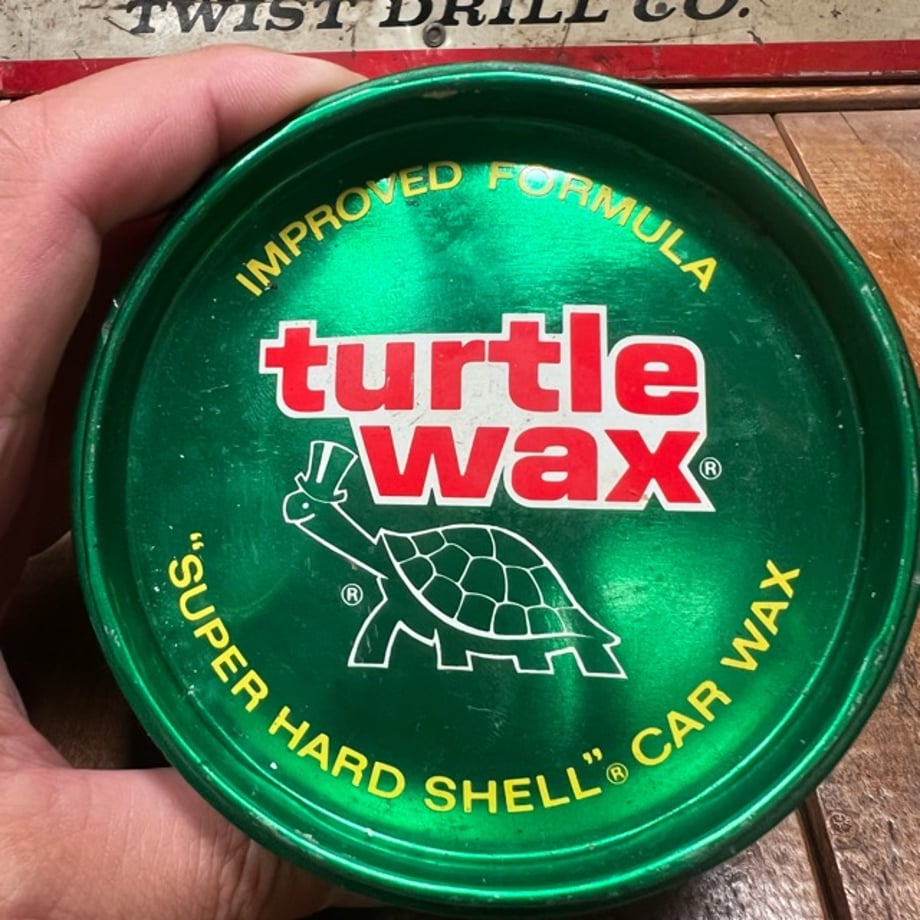 TWIST DRILL CO.
IMPROVED FORMULA
turtle
wax®
®
"SUPER HARD SHELL"® CAR WAX